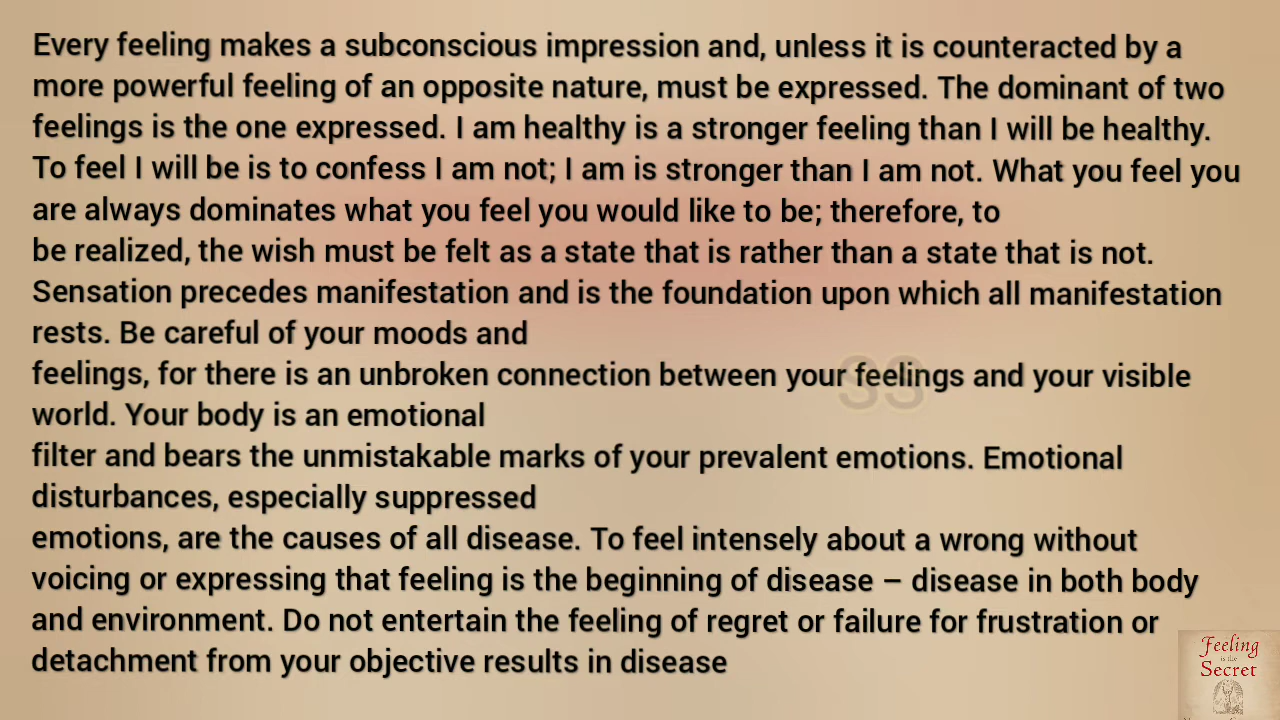 Every feeling makes a subconscious impression and, unless it is counteracted by a
more powerful feeling of an opposite nature, must be expressed. The dominant of two
feelings is the one expressed. I am healthy is a stronger feeling than I will be healthy.
To feel I will be is to confess I am not; I am is stronger than I am not. What you feel you
are always dominates what you feel you would like to be; therefore, to
be realized, the wish must be felt as a state that is rather than a state that is not.
Sensation precedes manifestation and is the foundation upon which all manifestation
rests. Be careful of your moods and
feelings, for there is an unbroken connection between your feelings and your visible
world. Your body is an emotional
filter and bears the unmistakable marks of your prevalent emotions. Emotional
disturbances, especially suppressed
emotions, are the causes of all disease. To feel intensely about a wrong without
voicing or expressing that feeling is the beginning of disease – disease in both body
and environment. Do not entertain the feeling of regret or failure for frustration or
detachment from your objective results in disease
SS
Feeling
is the
Secret